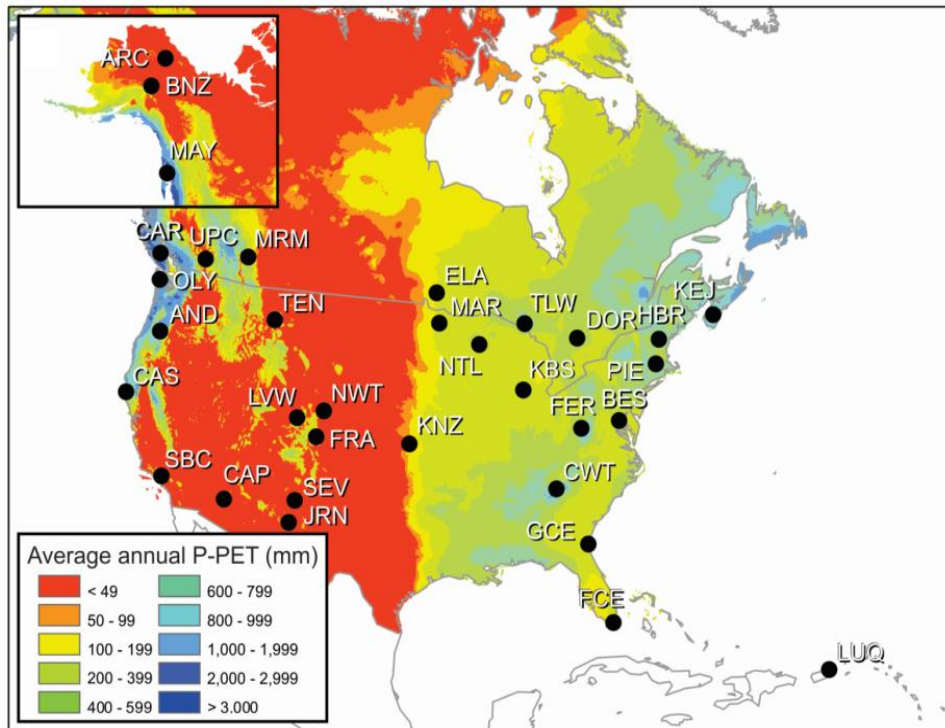 ARC
BNZ
MAY
CAR
UPC
MRM
OLY
AND
TEN
CAS
LVW
NWT
FRA
SBC
CAP
SEV
JRN
ELA
MAR
TLW
KEJ
DOR
HBR
NTL
KBS
PIE
FER
BES
KNZ
CWT
GCE
FCE
LUQ
Average annual P-PET (mm)
< 49
50 - 99
100 - 199
200 - 399
400 - 599
600 - 799
800 - 999
1,000 - 1,999
2,000 - 2,999
> 3.000